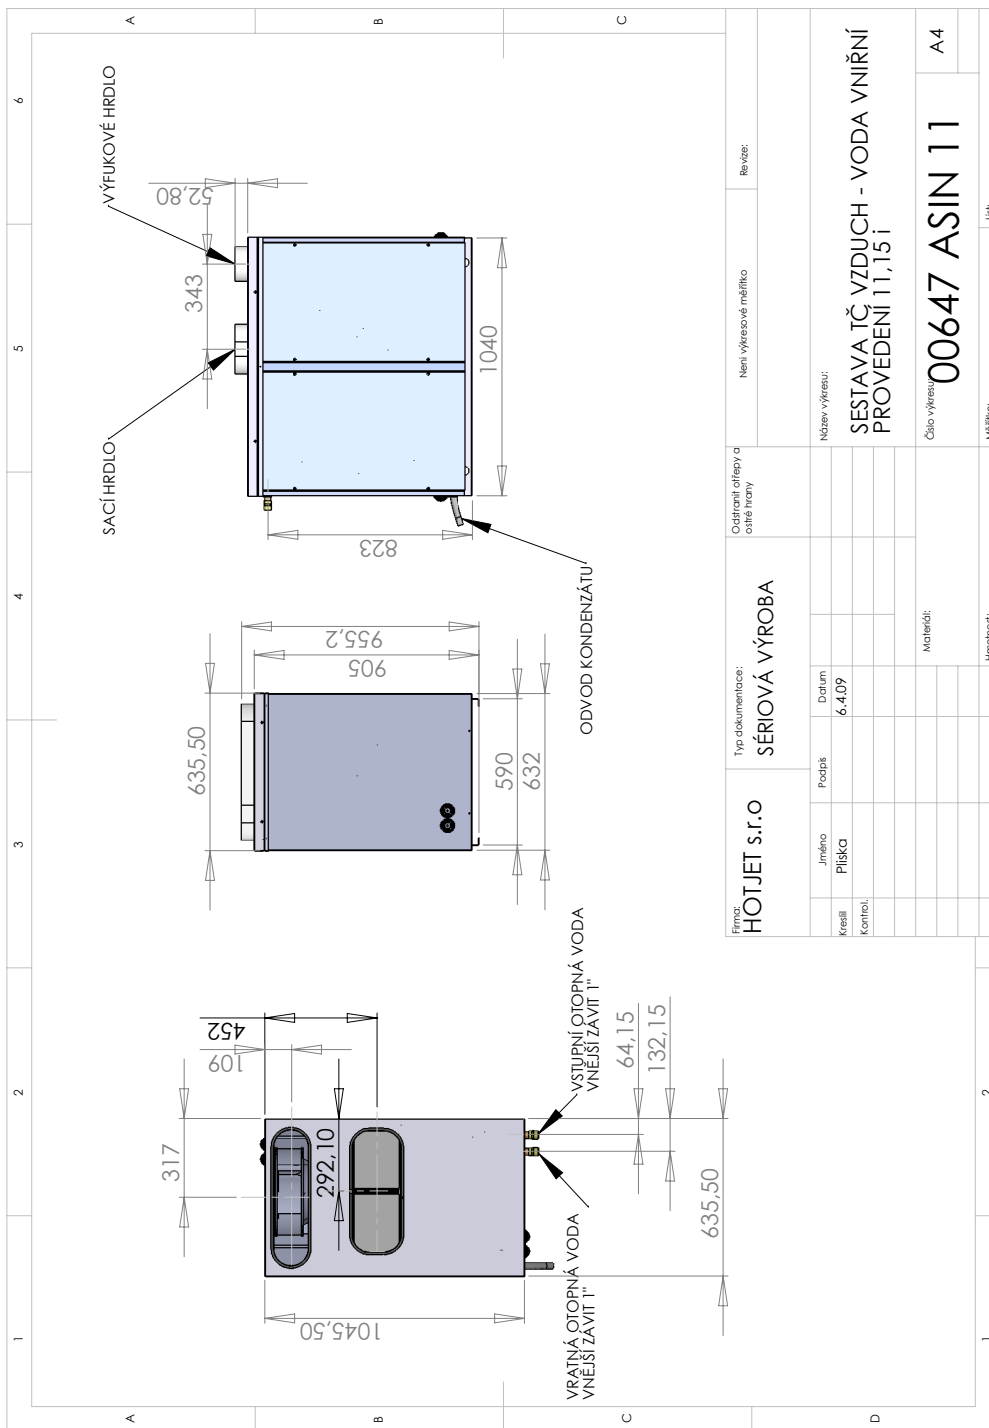 1
2
3
4
5
6
A
B
C
A
B
D
1
2
SACÍ HRDLO
VÝFUKOVÉ HRDLO
343
52,80
1040
823
ODVOD KONDENZÁTU
635,50
955,2
905
590
632
317
109
452
292,10
1045,50
VSTUPNÍ OTOPNÁ VODA
VNĚJŠÍ ZÁVIT 1"
VRATNÁ OTOPNÁ VODA
VNĚJŠÍ ZÁVIT 1"
64,15
132,15
635,50
Firma:
HOTJET s.r.o
Typ dokumentace:
SÉRIOVÁ VÝROBA
Odstranit otřepy a
ostré hrany
Není výkresové měřítko
Revize:
Jméno
Podpis
Datum
Kreslil
Pliska
6.4.09
Kontrol.
Název výkresu:
SESTAVA TČ VZDUCH - VODA VNIŘNÍ
PROVEDENÍ 11,15 i
Materiál:
Číslo výkresu:
00647 ASIN 11
A4